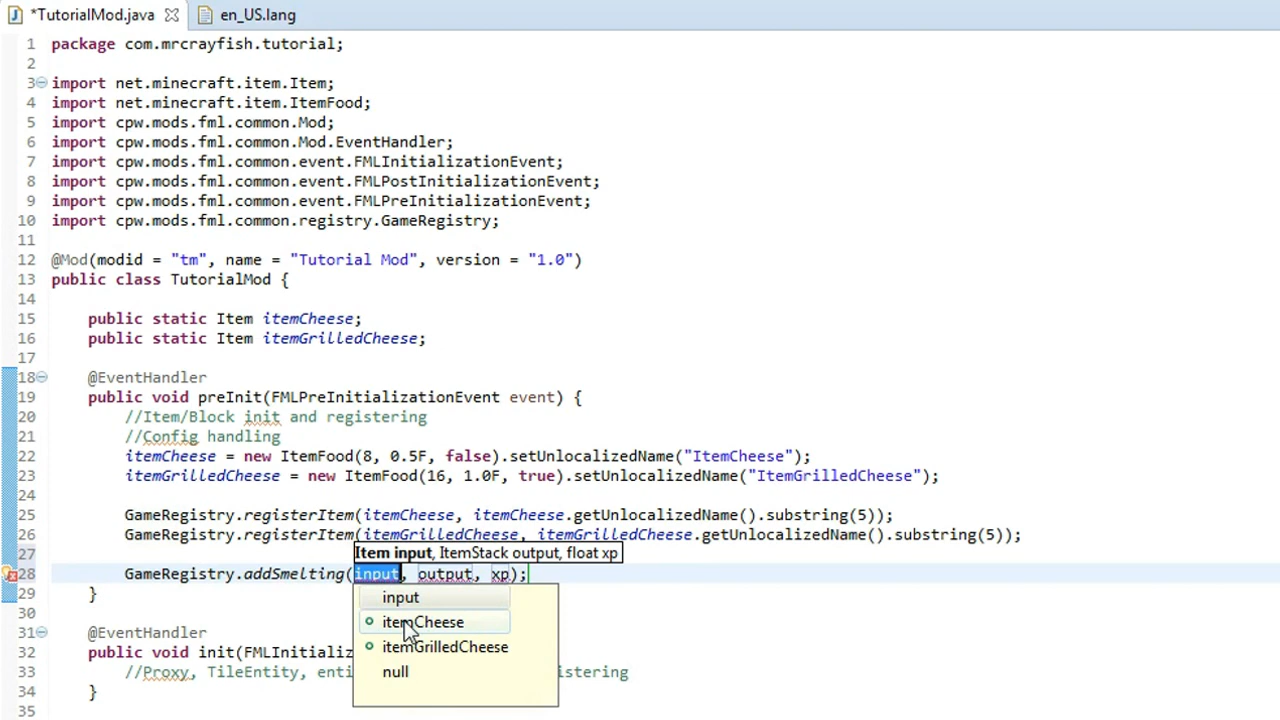 *TutorialMod.java
en_US.lang
1 package com.mrcrayfish.tutorial;
2
3 import net.minecraft.item.Item;
4 import net.minecraft.item.ItemFood;
5 import cpw.mods.fml.common.Mod;
6 import cpw.mods.fml.common.Mod.EventHandler;
7 import cpw.mods.fml.common.event.FMLInitializationEvent;
8 import cpw.mods.fml.common.event.FMLPostInitializationEvent;
9 import cpw.mods.fml.common.event.FMLPreInitializationEvent;
10 import cpw.mods.fml.common.registry.GameRegistry;
11
12 @Mod(modid = "tm", name = "Tutorial Mod", version = "1.0")
13 public class TutorialMod {
14
15 public static Item itemCheese;
16 public static Item itemGrilledCheese;
17
18 @EventHandler
19 public void preInit(FMLPreInitializationEvent event) {
20 //Item/Block init and registering
21 //Config handling
22 itemCheese = new ItemFood(8, 0.5F, false).setUnlocalizedName("ItemCheese");
23 itemGrilledCheese = new ItemFood(16, 1.0F, true).setUnlocalizedName("ItemGrilledCheese");
24
25 GameRegistry.registerItem(itemCheese, itemCheese.getUnlocalizedName().substring(5));
26 GameRegistry.registerItem(itemGrilledCheese, itemGrilledCheese.getUnlocalizedName().substring(5));
27
Item input, ItemStack output, float xp
28 GameRegistry.addSmelting(input, output, xp);
29 }
input
30
itemCheese
31 @EventHandler
itemGrilledCheese
32 public void init(FMLInitializ
null
33 //Proxy, TileEntity, enti istering
34 }
35